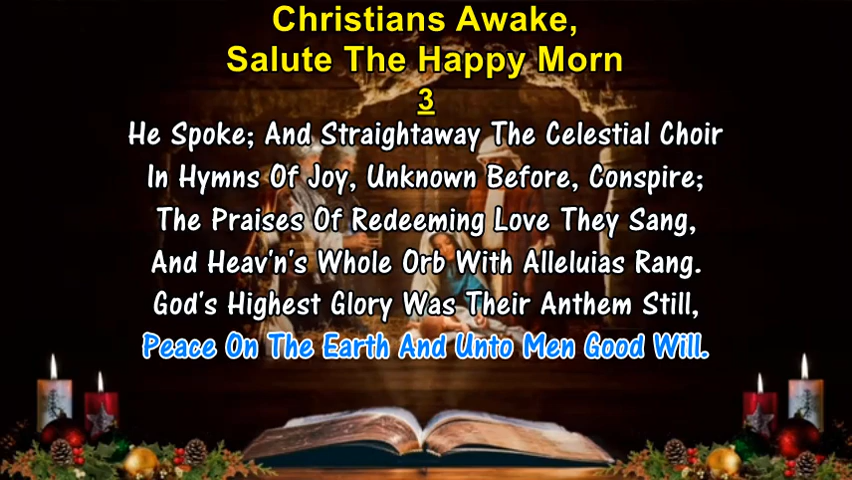 Christians Awake,
Salute The Happy Morn
3
He Spoke; And Straightaway The Celestial Choir
In Hymns Of Joy, Unknown Before, Conspire;
The Praises Of Redeeming Love They Sang,
And Heav'n's Whole Orb With Alleluias Rang.
God's Highest Glory Was Their Anthem Still,
Peace On The Earth And Unto Men Good Will.